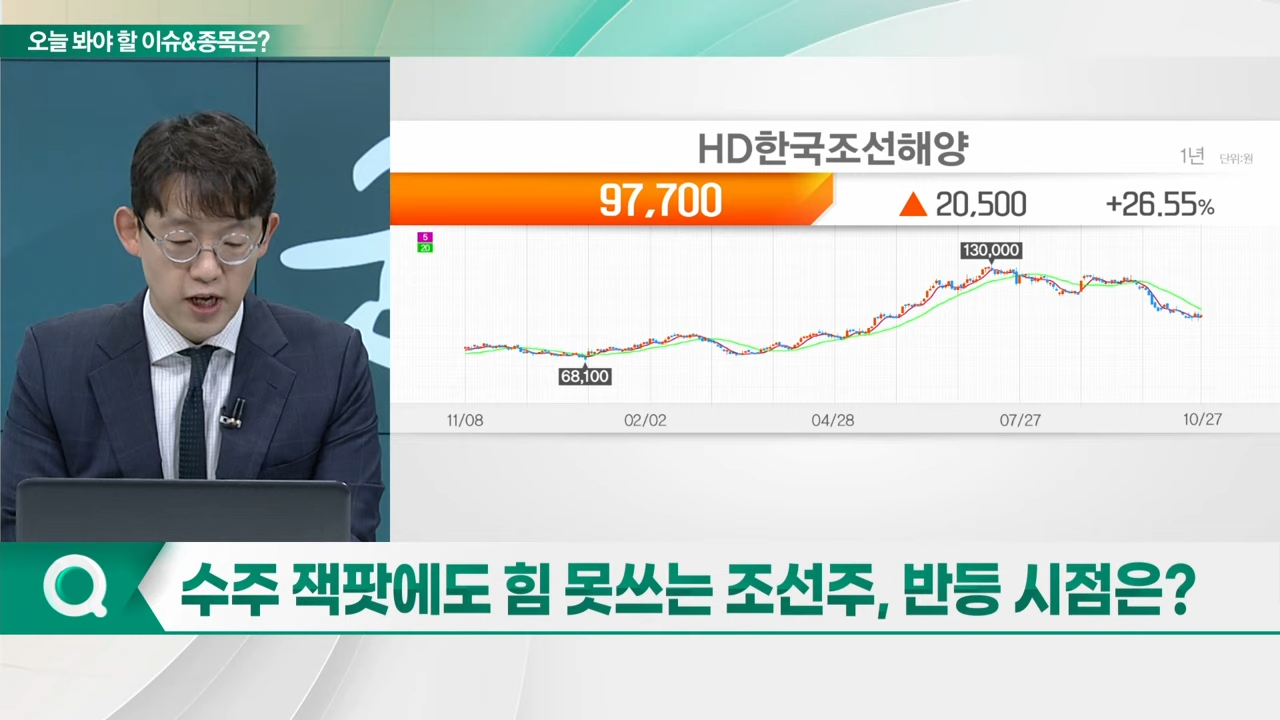 오늘 봐야 할 이슈&종목은?
HD한국조선해양
1년 단위:원
97,700 ▲ 20,500 +26.55%
5
20
130,000
68,100
11/08 02/02 04/28 07/27 10/27
수주 잭팟에도 힘 못쓰는 조선주, 반등 시점은?